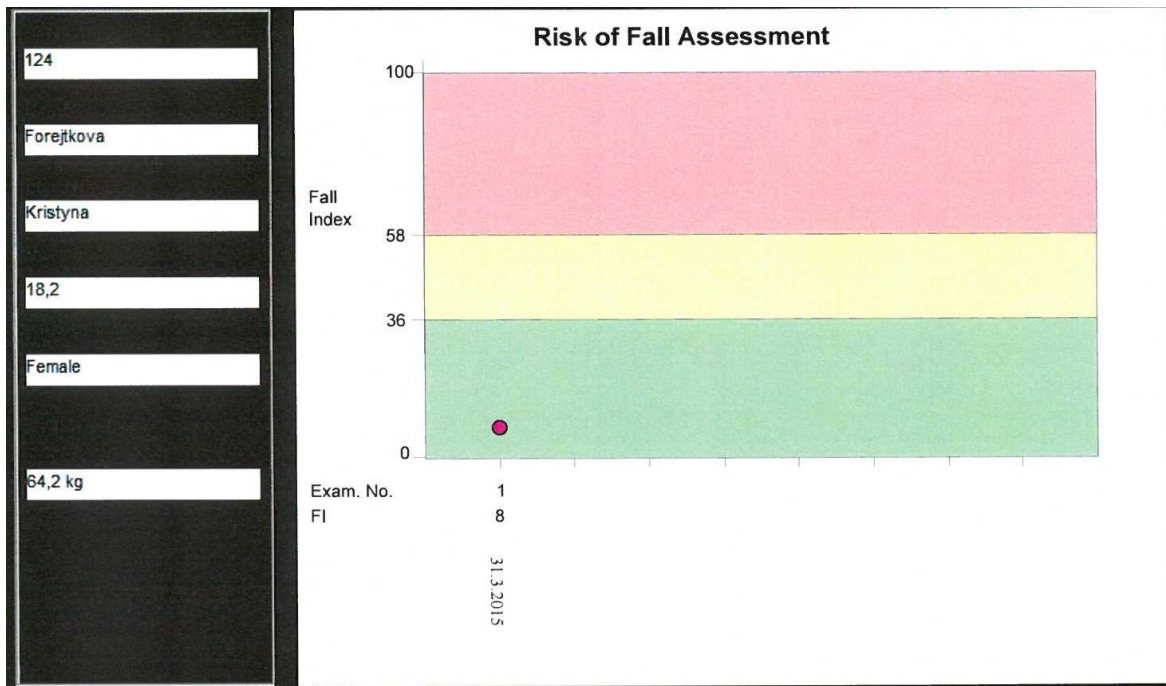 124
Forejtkova
Kristyna
18,2
Female
64,2 kg
Risk of Fall Assessment
100
Fall
Index
58
36
0
Exam. No. 1
FI 8
31.3.2015